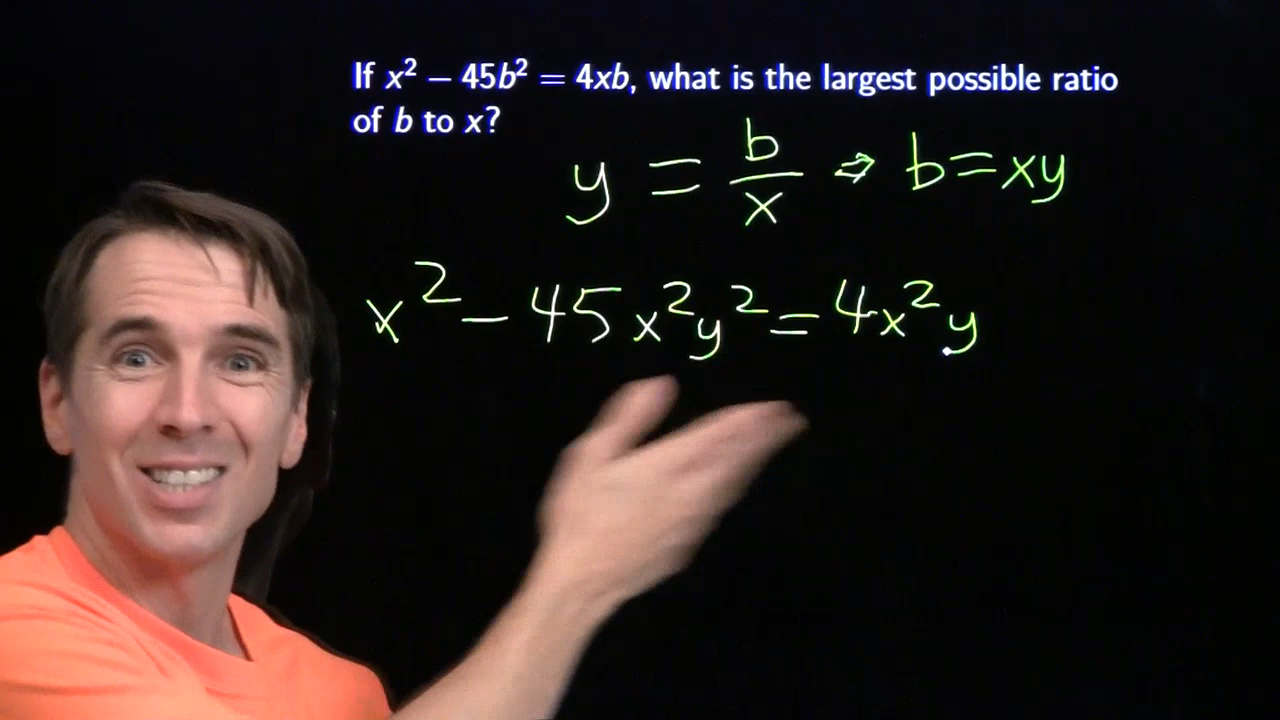 If x² − 45b² = 4xb, what is the largest possible ratio
of b to x?
y = b/x ⇒ b = xy
x² − 45x²y² = 4x²y